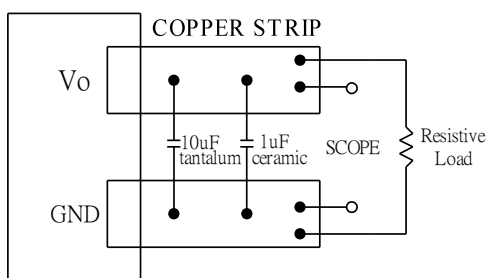 COPPER STRIP
Vo
10uF
tantalum
1uF
ceramic
SCOPE
Resistive
Load
GND